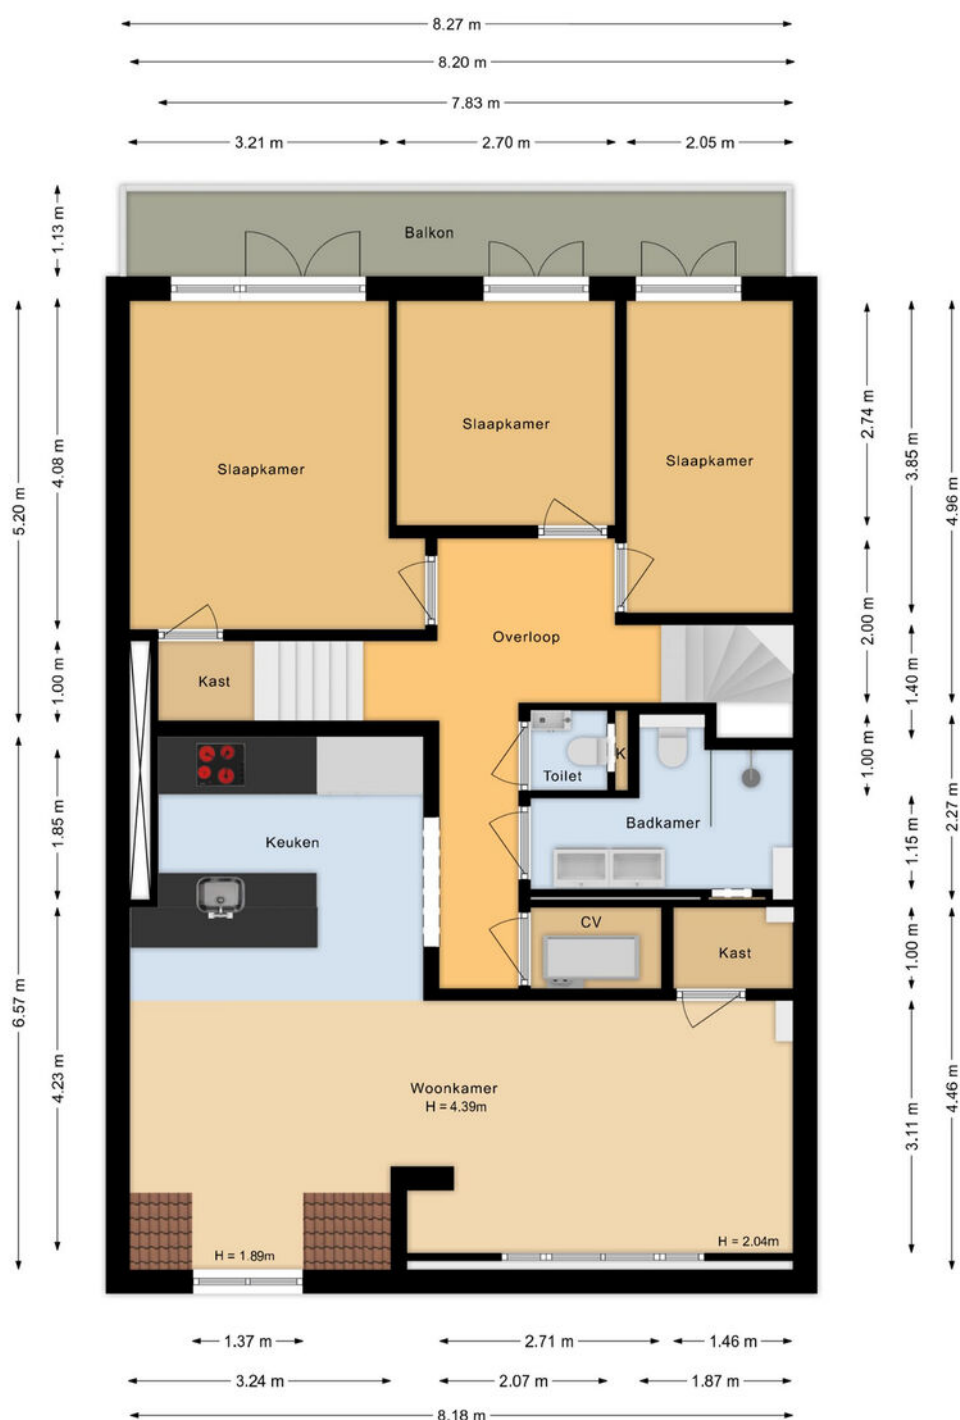 8.27 m
8.20 m
7.83 m
3.21 m
2.70 m
2.05 m
1.13 m
Balkon
5.20 m
4.08 m
1.00 m
6.57 m
1.85 m
4.23 m
Slaapkamer
Slaapkamer
Slaapkamer
2.74 m
3.85 m
4.96 m
2.00 m
1.40 m
1.00 m
2.27 m
1.15 m
1.00 m
3.11 m
4.46 m
Overloop
Kast
Toilet
K
Badkamer
Keuken
CV
Kast
Woonkamer
H = 4.39m
H = 1.89m
H = 2.04m
1.37 m
2.71 m
1.46 m
3.24 m
2.07 m
1.87 m
8.18 m